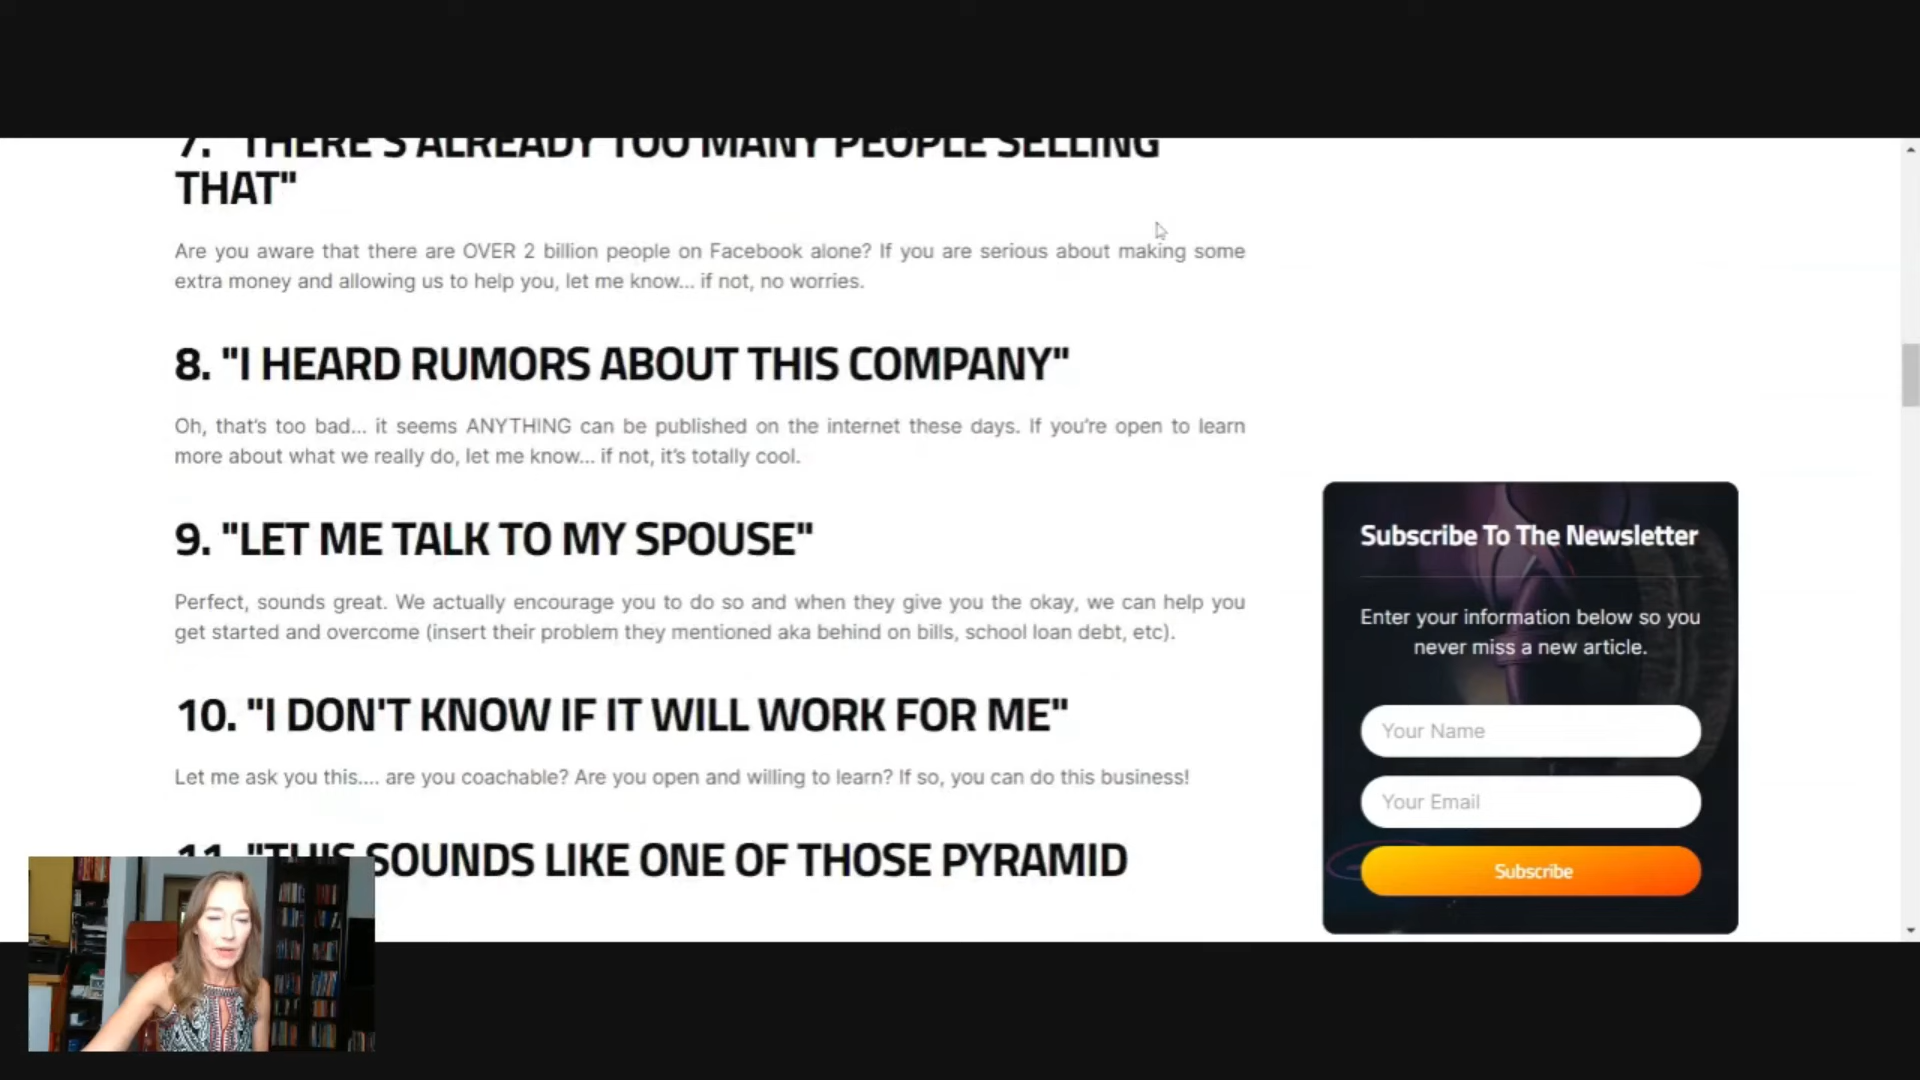 7. "THERE'S ALREADY TOO MANY PEOPLE SELLING
THAT"
Are you aware that there are OVER 2 billion people on Facebook alone? If you are serious about making some
extra money and allowing us to help you, let me know... if not, no worries.
8. "I HEARD RUMORS ABOUT THIS COMPANY"
Oh, that's too bad... it seems ANYTHING can be published on the internet these days. If you're open to learn
more about what we really do, let me know... if not, it's totally cool.
9. "LET ME TALK TO MY SPOUSE"
Perfect, sounds great. We actually encourage you to do so and when they give you the okay, we can help you
get started and overcome (insert their problem they mentioned aka behind on bills, school loan debt, etc).
10. "I DON'T KNOW IF IT WILL WORK FOR ME"
Let me ask you this.... are you coachable? Are you open and willing to learn? If so, you can do this business!
11. "THIS SOUNDS LIKE ONE OF THOSE PYRAMID
Subscribe To The Newsletter
Enter your information below so you
never miss a new article.
Your Name
Your Email
Subscribe